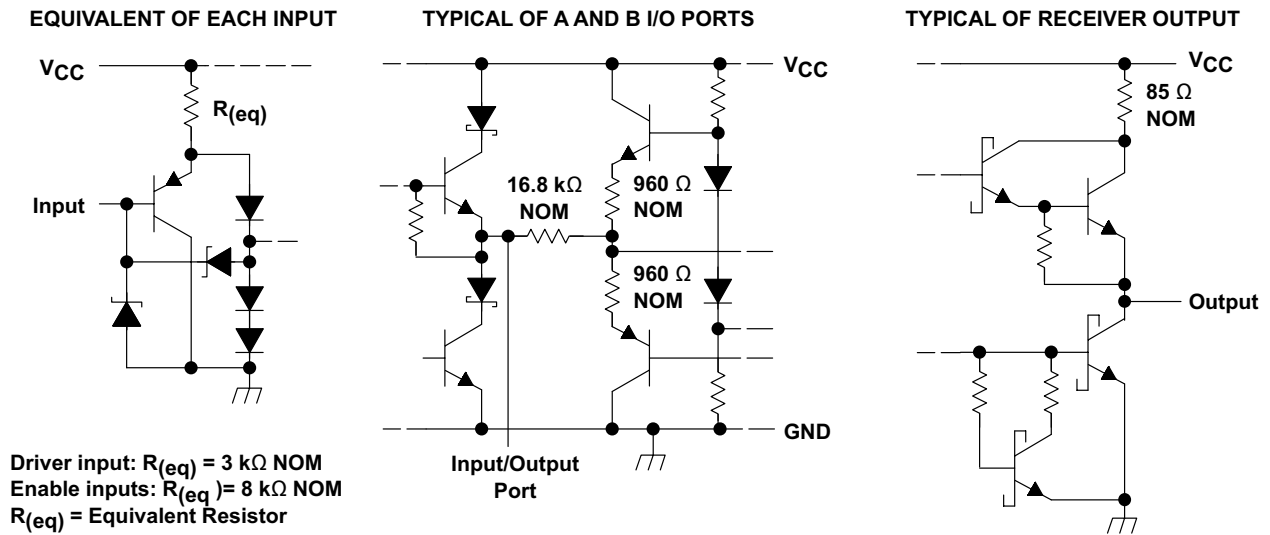 EQUIVALENT OF EACH INPUT
VCC
R(eq)
Input
Driver input: R(eq) = 3 kΩ NOM
Enable inputs: R(eq )= 8 kΩ NOM
R(eq) = Equivalent Resistor
TYPICAL OF A AND B I/O PORTS
VCC
16.8 kΩ
NOM
960 Ω
NOM
960 Ω
NOM
GND
Input/Output
Port
TYPICAL OF RECEIVER OUTPUT
VCC
85 Ω
NOM
Output